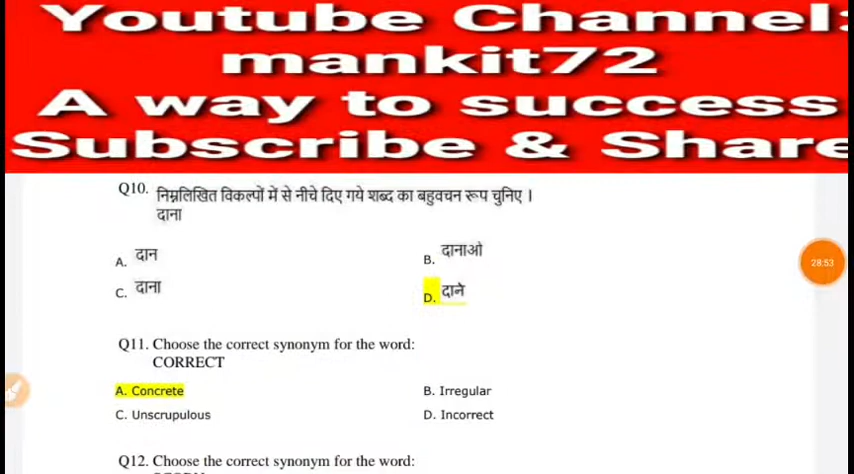 Youtube Channel:
mankit72
A way to success
Subscribe & Share
Q10. निम्नलिखित विकल्पों में से नीचे दिए गये शब्द का बहुवचन रूप चुनिए ।
दाना
A. दान
B. दानाओ
C. दाना
D. दाने
28:53
Q11. Choose the correct synonym for the word:
CORRECT
A. Concrete
B. Irregular
C. Unscrupulous
D. Incorrect
Q12. Choose the correct synonym for the word: